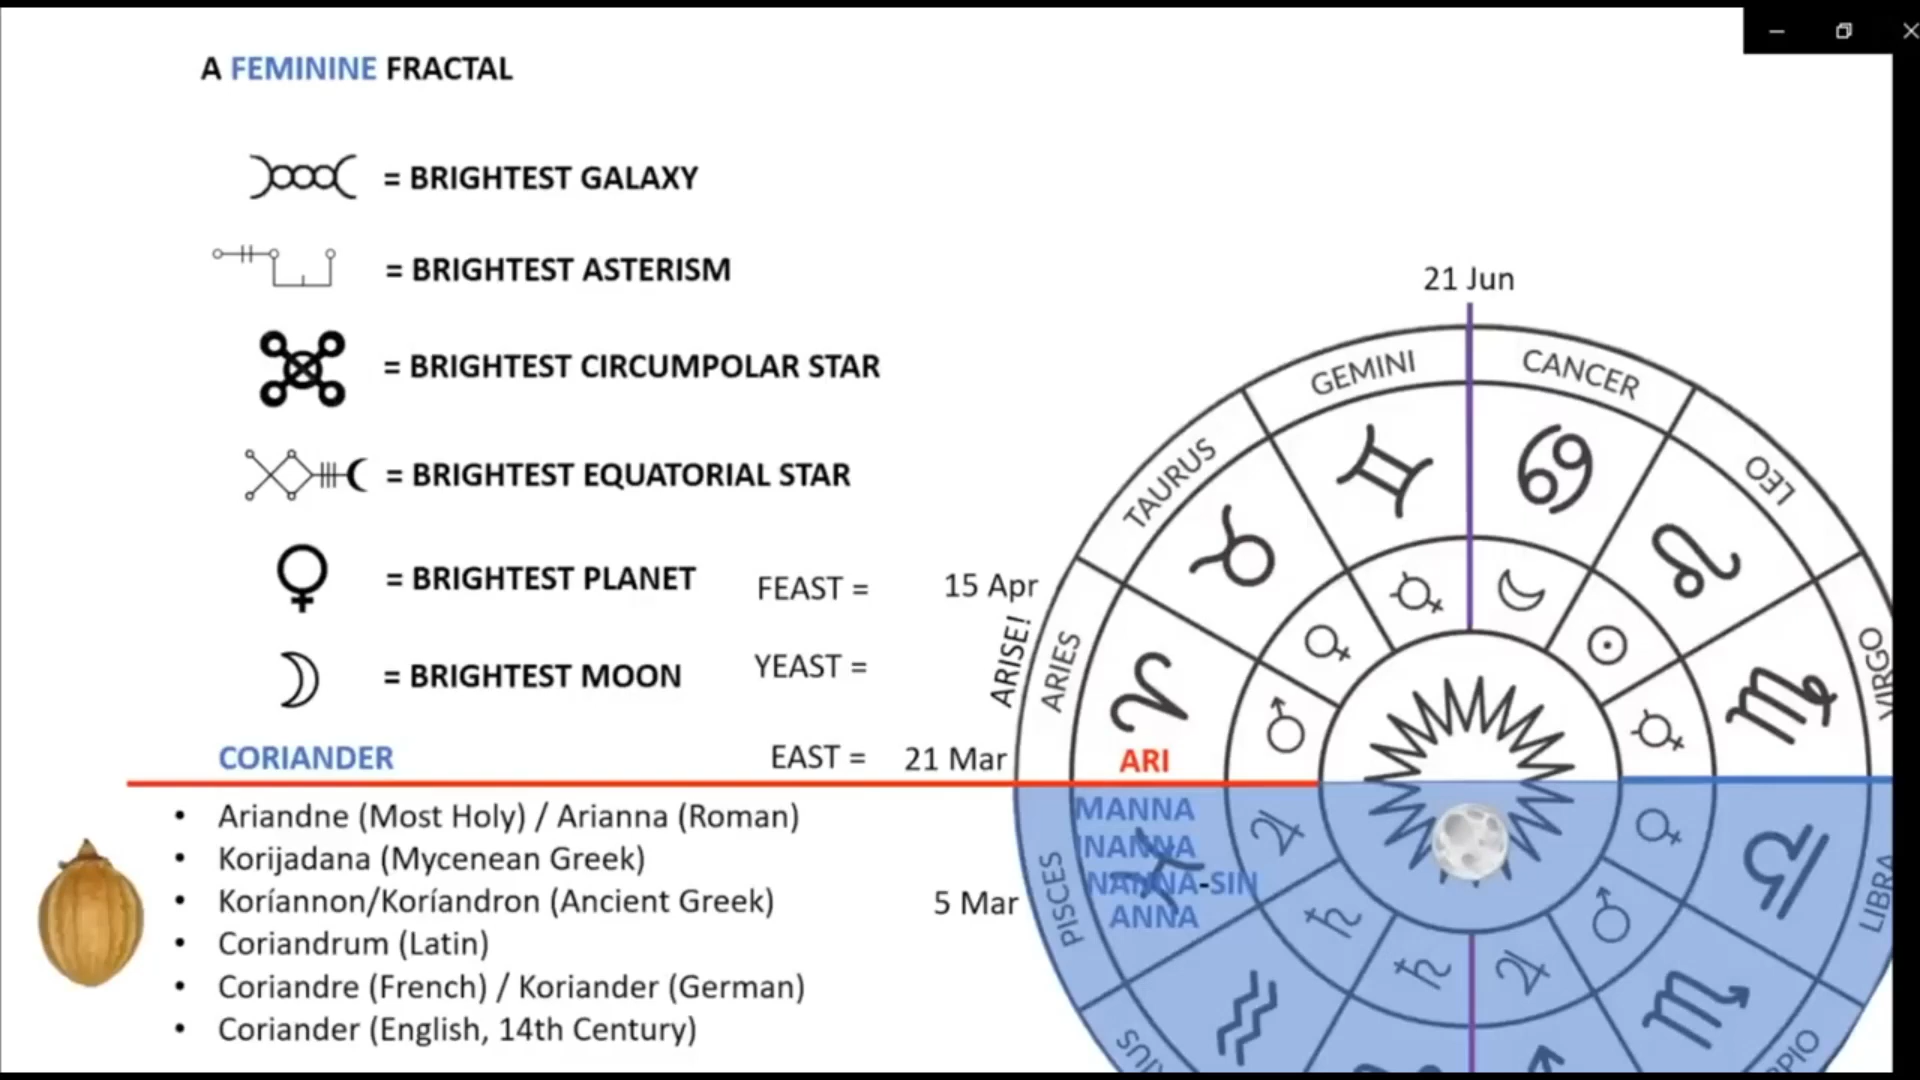 A FEMININE FRACTAL
= BRIGHTEST GALAXY
= BRIGHTEST ASTERISM
= BRIGHTEST CIRCUMPOLAR STAR
= BRIGHTEST EQUATORIAL STAR
= BRIGHTEST PLANET
= BRIGHTEST MOON
FEAST = 15 Apr
YEAST =
EAST = 21 Mar
CORIANDER
• Ariandne (Most Holy) / Arianna (Roman)
• Korijadana (Mycenean Greek)
• Koríannon/Koríandron (Ancient Greek)
• Coriandrum (Latin)
• Coriandre (French) / Koriander (German)
• Coriander (English, 14th Century)
5 Mar
21 Jun
ARISE!
ARIES
TAURUS
GEMINI
CANCER
LEO
VIRGO
LIBRA
PISCES
ARI
MANNA
INANNA
NANNA-SIN
ANNA